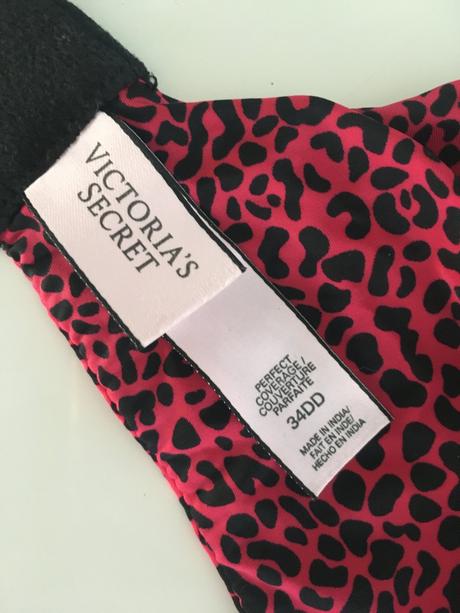 VICTORIA'S
SECRET
PERFECT
COVERAGE/
COUVERTURE
PARFAITE
34DD
MADE IN INDIA/
FAIT EN INDE/
HECHO EN INDIA